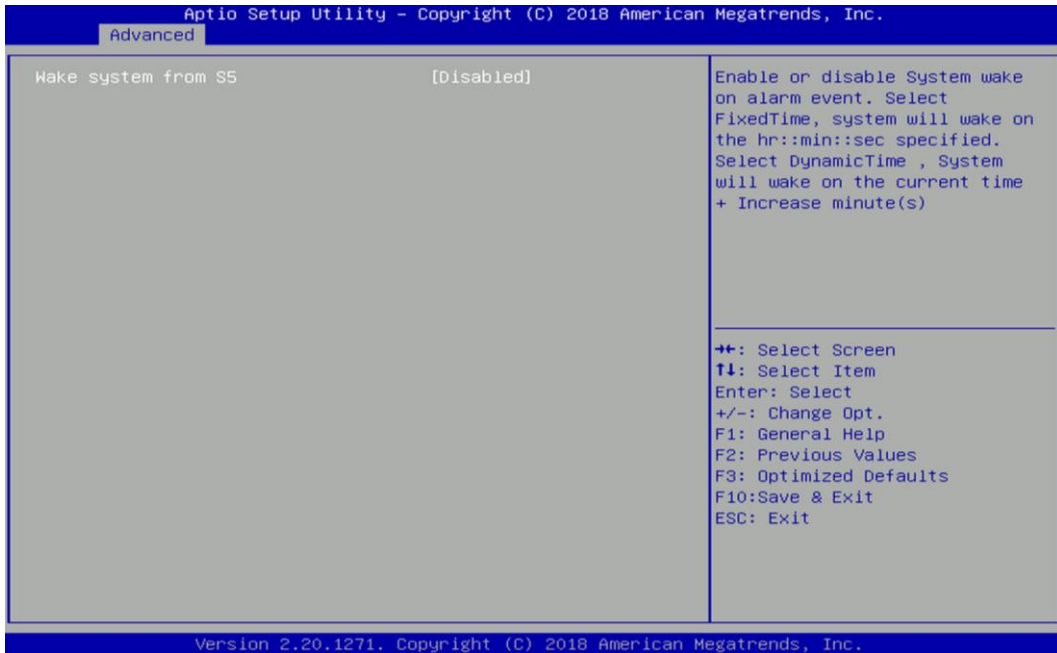 Aptio Setup Utility – Copyright (C) 2018 American Megatrends, Inc.
Advanced
Wake system from S5 [Disabled]
Enable or disable System wake
on alarm event. Select
FixedTime, system will wake on
the hr::min::sec specified.
Select DynamicTime , System
will wake on the current time
+ Increase minute(s)
→←: Select Screen
↑↓: Select Item
Enter: Select
+/-: Change Opt.
F1: General Help
F2: Previous Values
F3: Optimized Defaults
F10:Save & Exit
ESC: Exit
Version 2.20.1271. Copyright (C) 2018 American Megatrends, Inc.